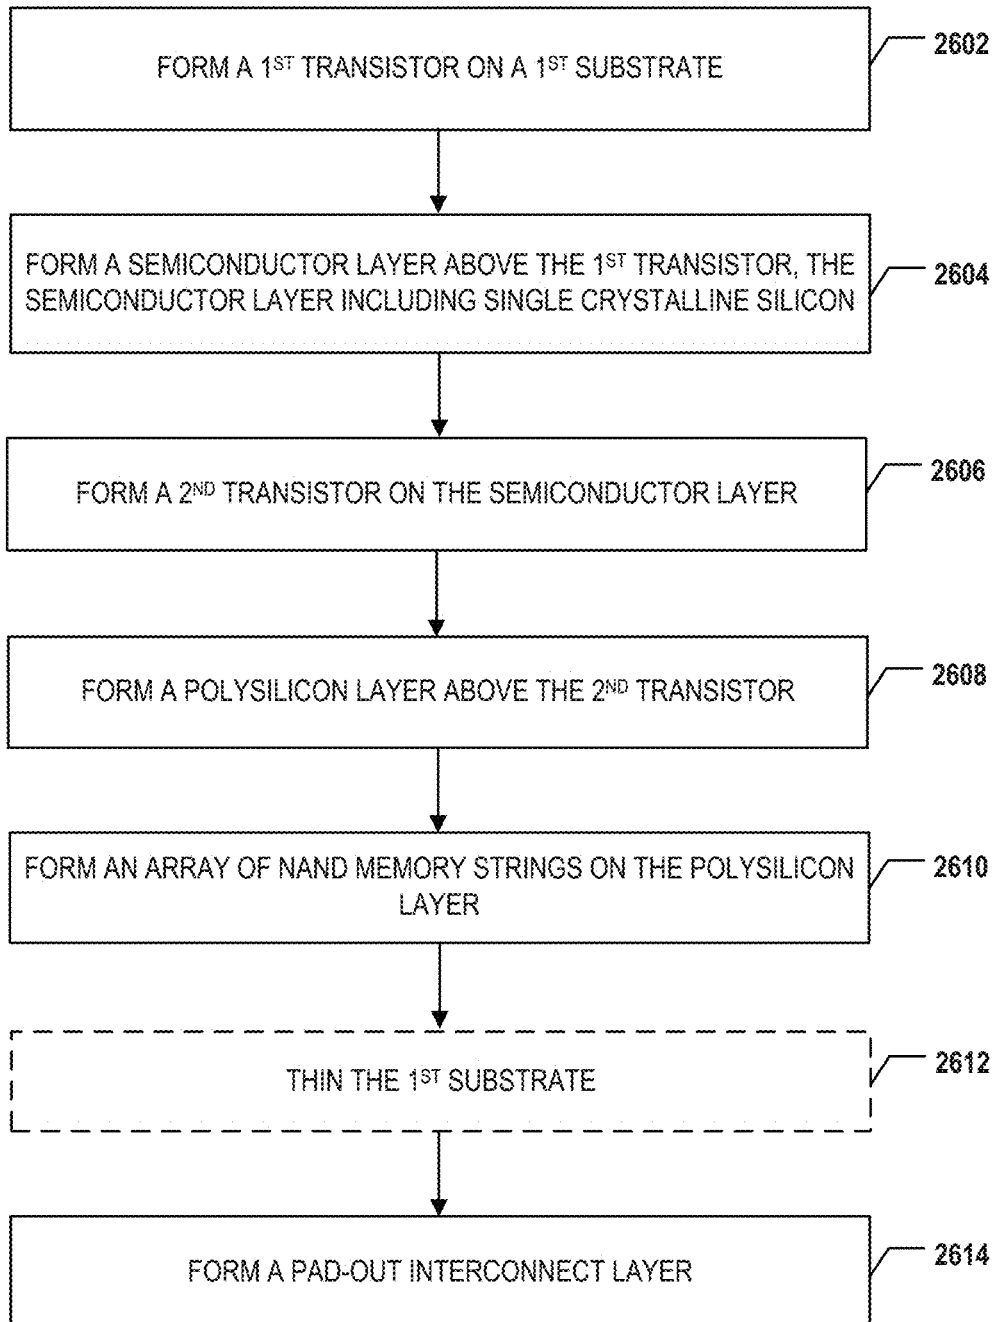 FORM A 1ST TRANSISTOR ON A 1ST SUBSTRATE
2602
FORM A SEMICONDUCTOR LAYER ABOVE THE 1ST TRANSISTOR, THE
SEMICONDUCTOR LAYER INCLUDING SINGLE CRYSTALLINE SILICON
2604
FORM A 2ND TRANSISTOR ON THE SEMICONDUCTOR LAYER
2606
FORM A POLYSILICON LAYER ABOVE THE 2ND TRANSISTOR
2608
FORM AN ARRAY OF NAND MEMORY STRINGS ON THE POLYSILICON
LAYER
2610
THIN THE 1ST SUBSTRATE
2612
FORM A PAD-OUT INTERCONNECT LAYER
2614